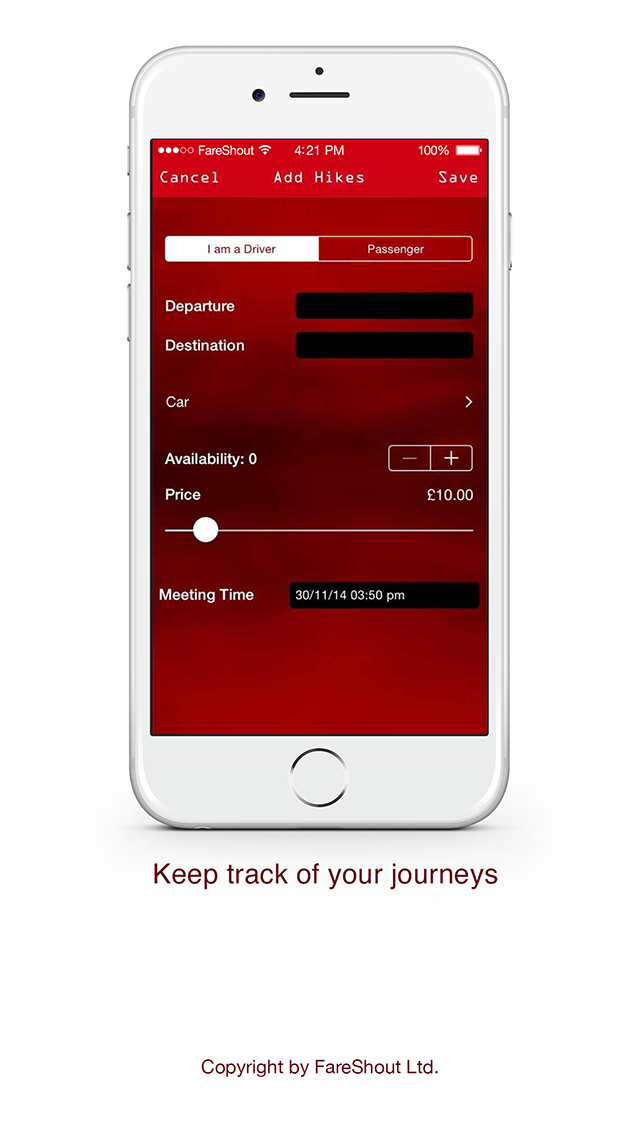 FareShout 4:21 PM 100%
Cancel Add Hikes Save
I am a Driver Passenger
Departure
Destination
Car
Availability: 0
Price £10.00
Meeting Time 30/11/14 03:50 pm
Keep track of your journeys
Copyright by FareShout Ltd.